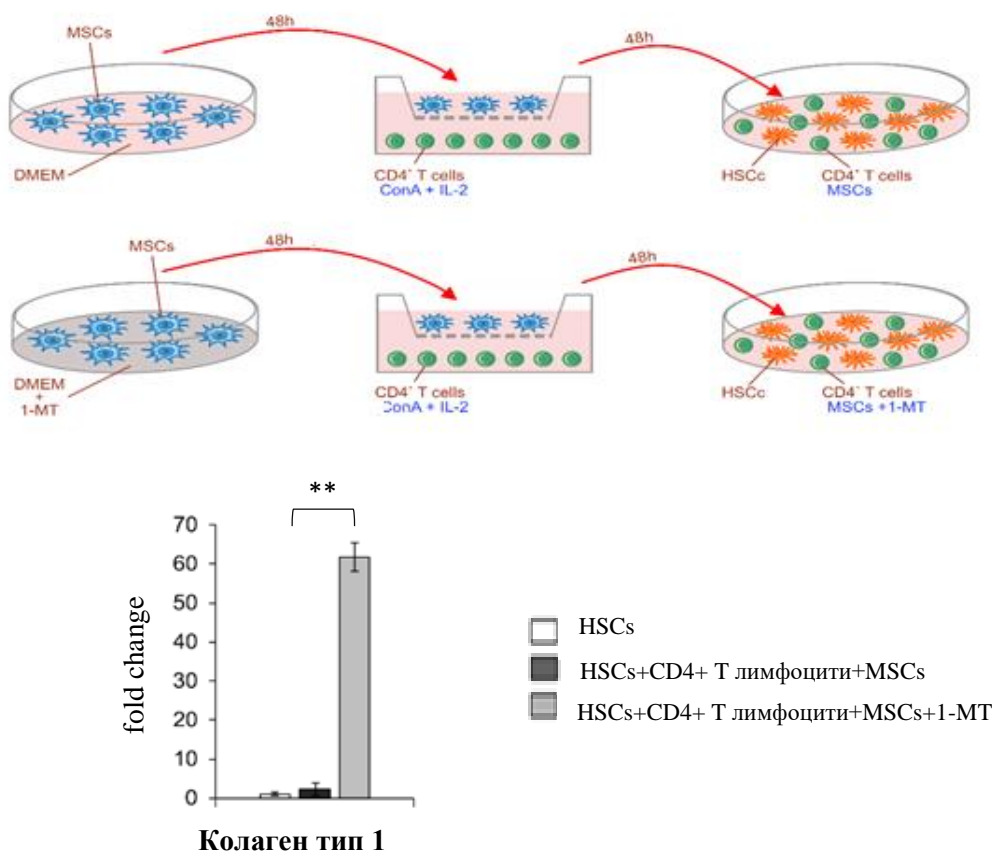 MSCs
48h
48h
DMEM
CD4⁺ T cells
ConA + IL-2
HSCc
CD4⁺ T cells
MSCs
MSCs
48h
48h
DMEM
+
1-MT
CD4⁺ T cells
ConA + IL-2
HSCc
CD4⁺ T cells
MSCs +1-MT
**
70
60
50
40
30
20
10
0
fold change
Колаген тип 1
HSCs
HSCs+CD4+ Т лимфоцити+MSCs
HSCs+CD4+ Т лимфоцити+MSCs+1-MT